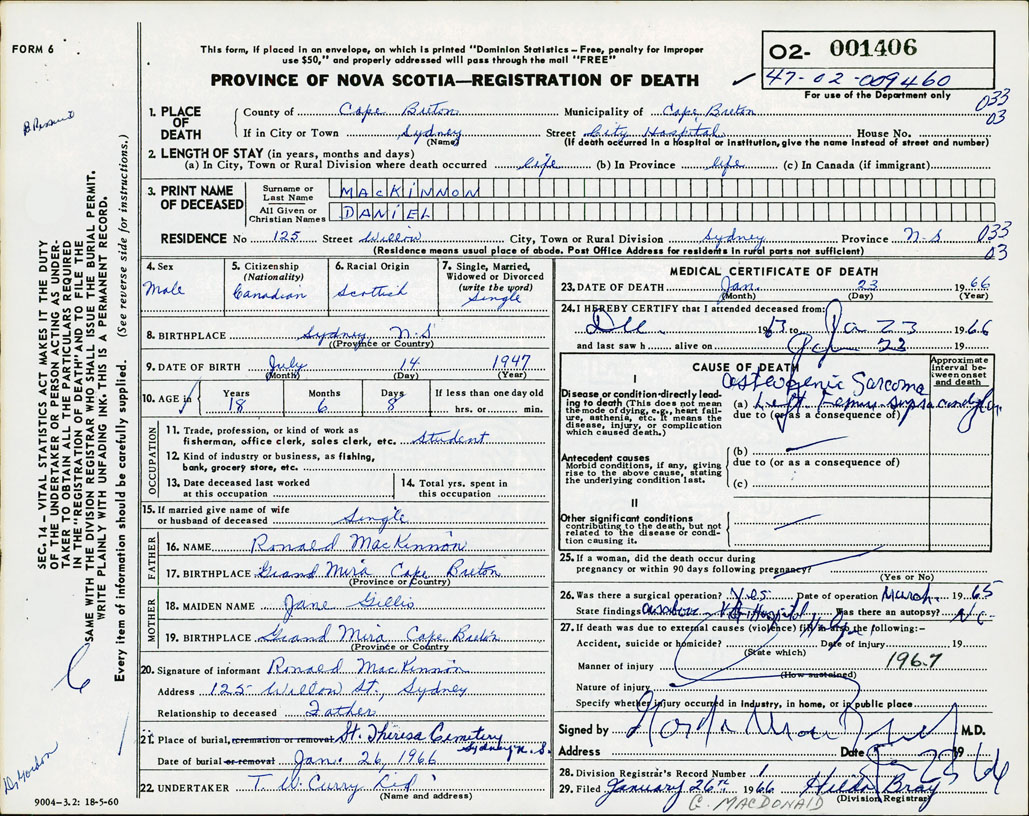 FORM 6
This form, if placed in an envelope, on which is printed "Dominion Statistics – Free, penalty for improper
use $50," and properly addressed will pass through the mail "FREE"
PROVINCE OF NOVA SCOTIA—REGISTRATION OF DEATH
02- 001406
47-02-009460
For use of the Department only
033
03
1. PLACE OF DEATH
County of Cape Breton Municipality of Cape Breton
If in City or Town Sydney Street City Hospital House No.
(Name) (If death occurred in a hospital or institution, give the name instead of street and number)
2. LENGTH OF STAY (in years, months and days)
(a) In City, Town or Rural Division where death occurred life (b) In Province life (c) In Canada (if immigrant)
3. PRINT NAME OF DECEASED
Surname or Last Name MACKINNON
All Given or Christian Names DANIEL
RESIDENCE No 125 Street Willow City, Town or Rural Division Sydney Province N-S
033
03
(Residence means usual place of abode. Post Office Address for residents in rural parts not sufficient)
4. Sex
Male
5. Citizenship (Nationality)
Canadian
6. Racial Origin
Scottish
7. Single, Married, Widowed or Divorced (write the word)
Single
8. BIRTHPLACE Sydney N.S
(Province or Country)
9. DATE OF BIRTH July 14 1947
(Month) (Day) (Year)
10. AGE in Years Months Days If less than one day old
18 6 8 hrs. or min.
OCCUPATION
11. Trade, profession, or kind of work as
fisherman, office clerk, sales clerk, etc. Student
12. Kind of industry or business, as fishing,
bank, grocery store, etc.
13. Date deceased last worked
at this occupation
14. Total yrs. spent in
this occupation
15. If married give name of wife
or husband of deceased Single
FATHER
16. NAME Ronald MacKinnon
17. BIRTHPLACE Grand Mira Cape Breton
(Province or Country)
MOTHER
18. MAIDEN NAME Jane Gillis
19. BIRTHPLACE Grand Mira Cape Breton
(Province or Country
20. Signature of informant Ronald MacKinnon
Address 125 Willow St., Sydney
Relationship to deceased Father
21. Place of burial, cremation or removal St. Theresa Cemetery
Sydney N.S.
Date of burial or removal Jan. 26, 1966
22. UNDERTAKER T. W. Curry Ltd
(Name and address)
MEDICAL CERTIFICATE OF DEATH
23. DATE OF DEATH Jan. 23 1966
(Month) (Day) (Year)
24. I HEREBY CERTIFY that I attended deceased from:
Dec. 1963 to Jan 23 1966
and last saw h alive on Jan 23 19
CAUSE OF DEATH
Approximate interval between onset and death
I
Disease or condition directly leading to death (This does not mean the mode of dying, e.g., heart failure, asthenia, etc. It means the disease, injury, or complication which caused death.)
Osteogenic Sarcoma
(a) Left Femur supracondylar
due to (or as a consequence of)
Antecedent causes
Morbid conditions, if any, giving rise to the above cause, stating the underlying condition last.
(b)
due to (or as a consequence of)
(c)
II
Other significant conditions
contributing to the death, but not related to the disease or condition causing it.
25. If a woman, did the death occur during
pregnancy or within 90 days following pregnancy?
(Yes or No)
26. Was there a surgical operation? Yes Date of operation March 1965
State findings Hospital, Halifax Was there an autopsy? No
27. If death was due to external causes (violence) fill in also the following:–
Accident, suicide or homicide? Date of injury 19
(State which)
Manner of injury 196.7
(How sustained)
Nature of injury
Specify whether injury occurred in industry, in home, or in public place
Signed by M.D.
Address Date Jan 23 19 66
28. Division Registrar's Record Number 1
29. Filed January 26th 1966 Hilda Bray
(Division Registrar)
G. MACDONALD
SEC. 14 – VITAL STATISTICS ACT MAKES IT THE DUTY
OF THE UNDERTAKER OR PERSON ACTING AS UNDER-
TAKER TO OBTAIN ALL THE PARTICULARS REQUIRED
IN THE "REGISTRATION OF DEATH" AND TO FILE THE
SAME WITH THE DIVISION REGISTRAR WHO SHALL ISSUE THE BURIAL PERMIT.
WRITE PLAINLY WITH UNFADING INK. THIS IS A PERMANENT RECORD.
Every item of information should be carefully supplied. (See reverse side for instructions.)
9004-3.2: 18-5-60